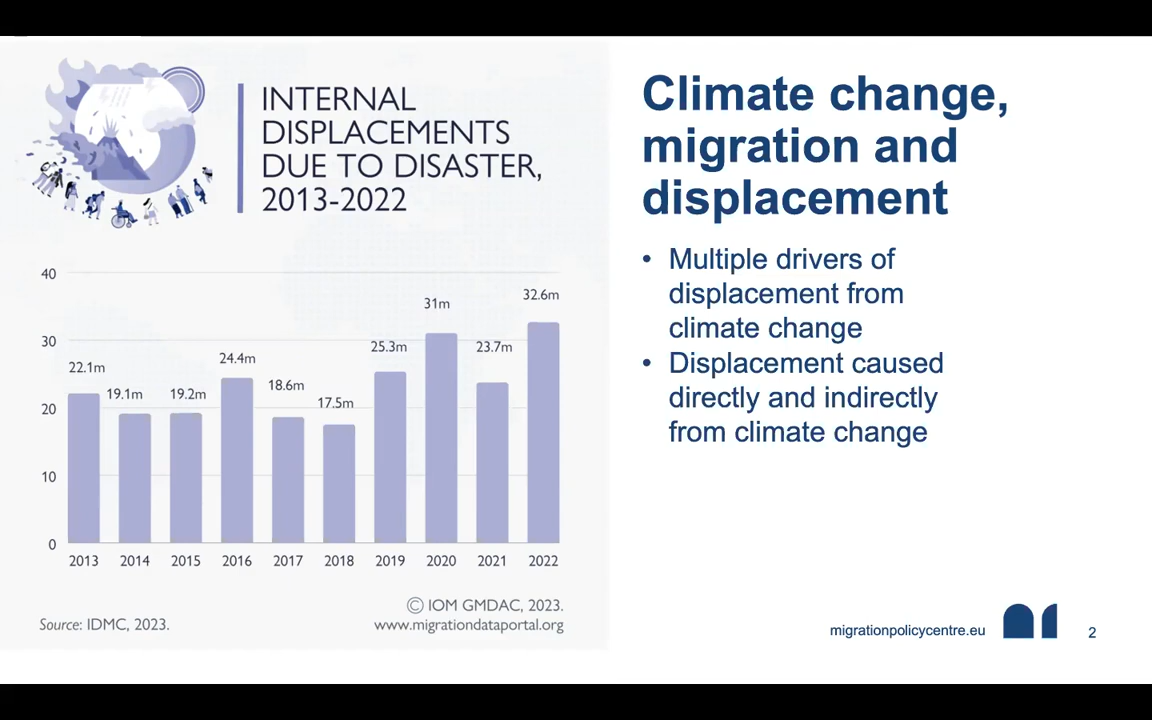 INTERNAL
DISPLACEMENTS
DUE TO DISASTER,
2013-2022
40
30
20
10
0
22.1m
19.1m
19.2m
24.4m
18.6m
17.5m
25.3m
31m
23.7m
32.6m
2013
2014
2015
2016
2017
2018
2019
2020
2021
2022
Source: IDMC, 2023.
© IOM GMDAC, 2023.
www.migrationdataportal.org
Climate change,
migration and
displacement
• Multiple drivers of
displacement from
climate change
• Displacement caused
directly and indirectly
from climate change
migrationpolicycentre.eu
2